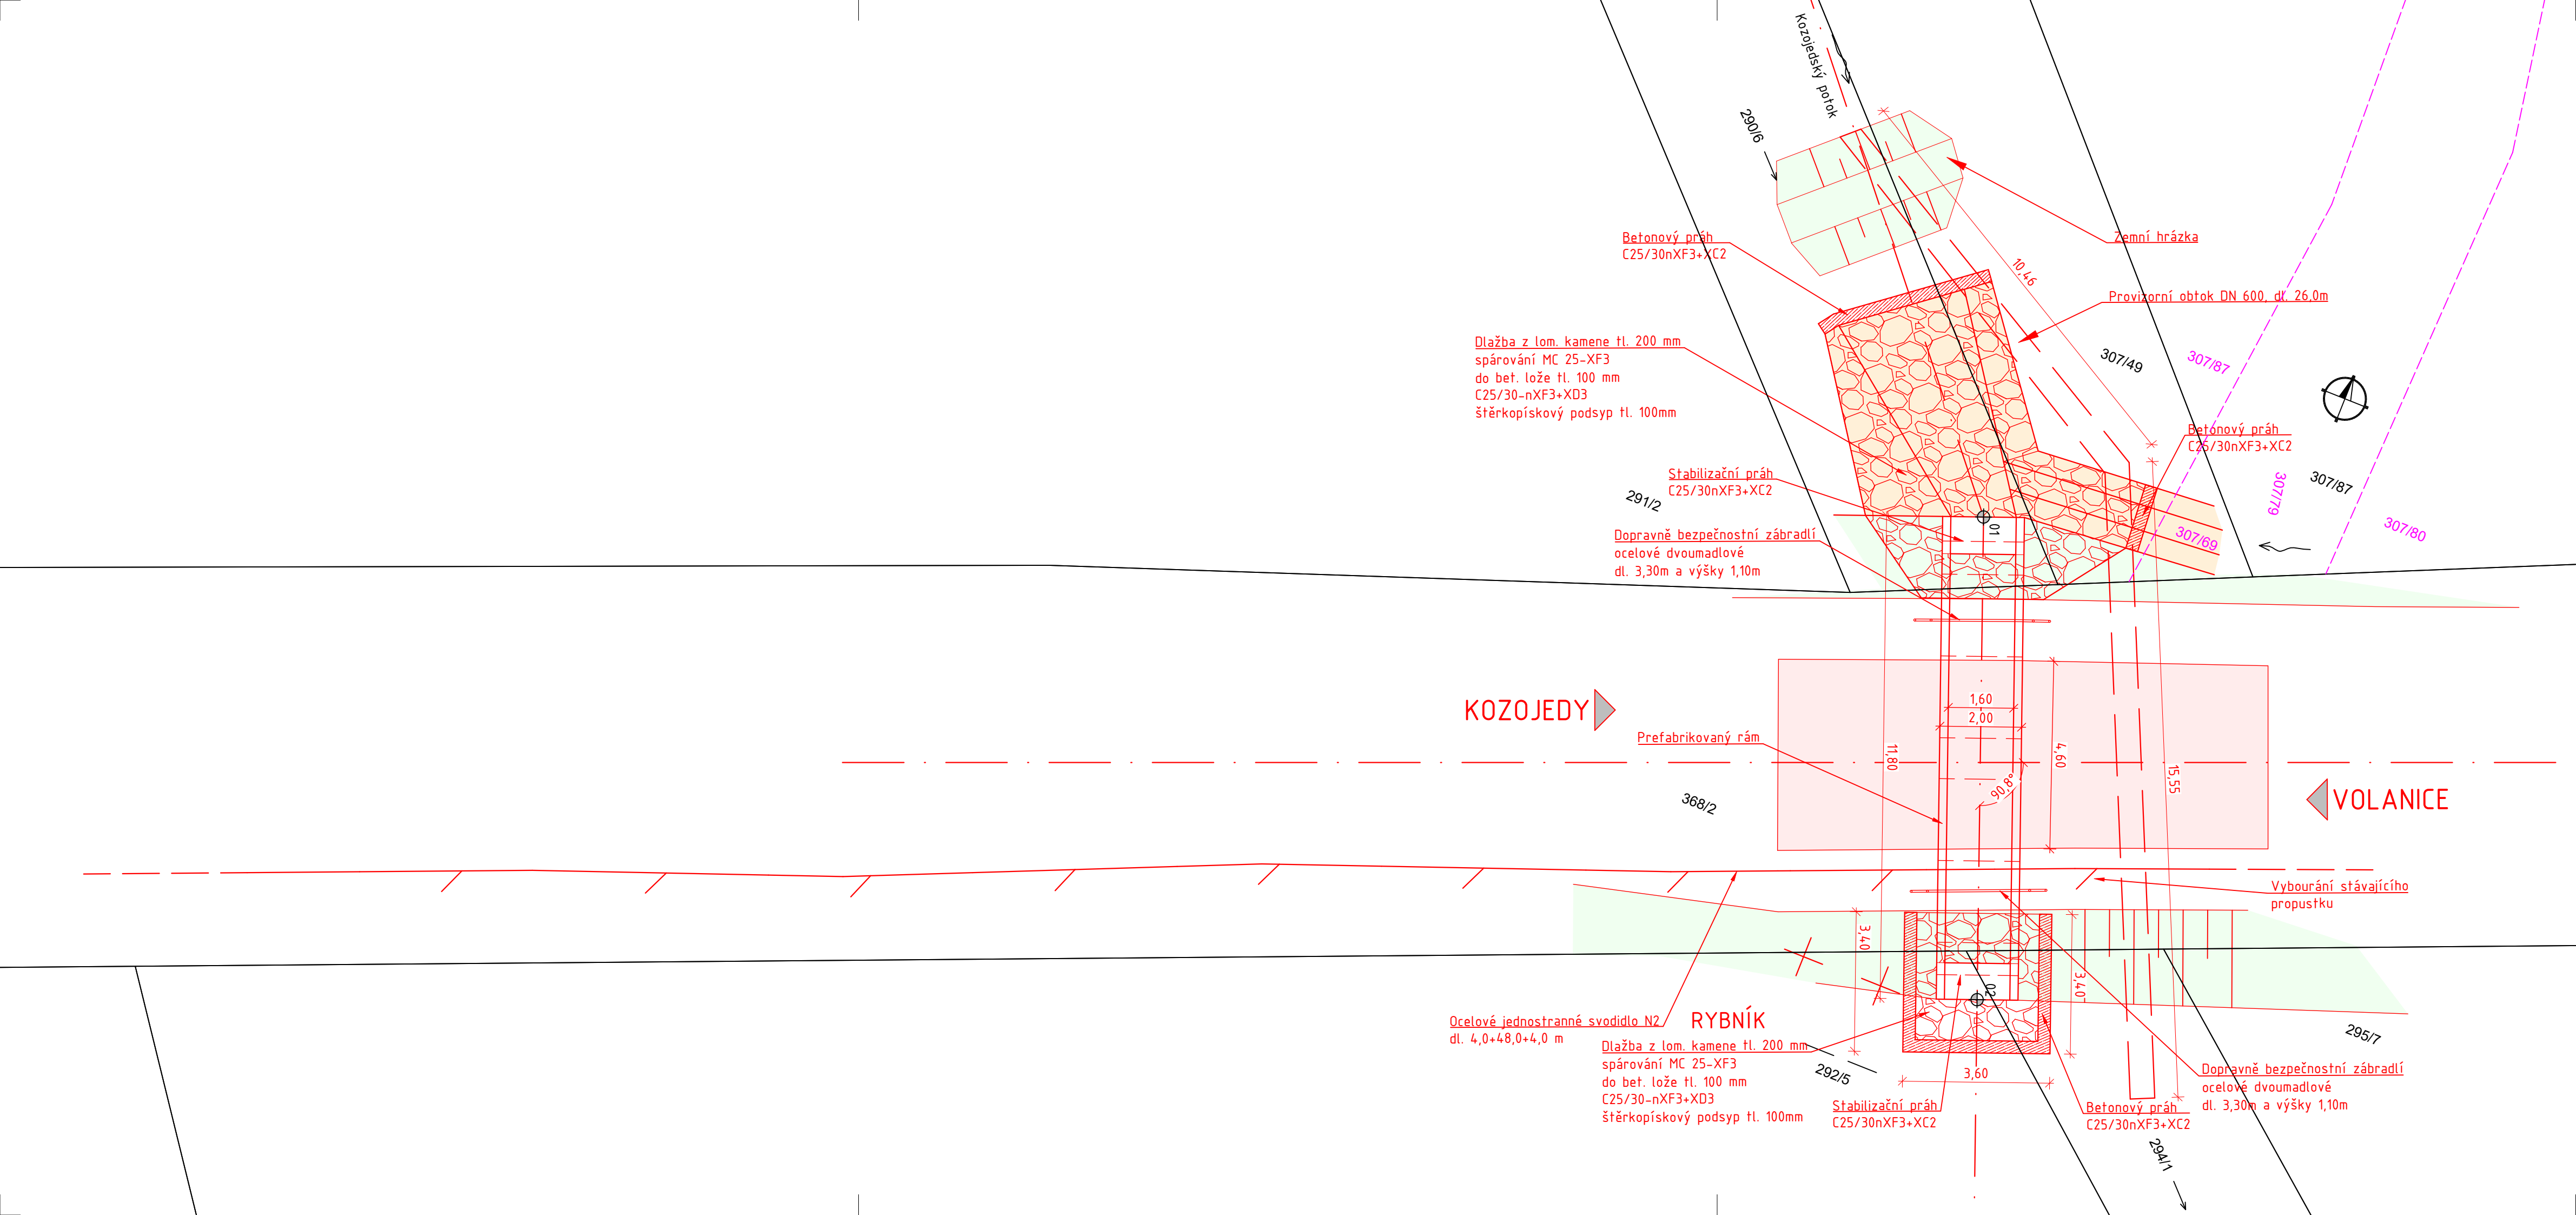 Kozojedský potok
290/6
Betonový práh
C25/30nXF3+XC2
Zemní hrázka
10,46
Provizorní obtok DN 600, dl. 26,0m
Dlažba z lom. kamene tl. 200 mm
spárování MC 25-XF3
do bet. lože tl. 100 mm
C25/30-nXF3+XD3
štěrkopískový podsyp tl. 100mm
307/49
307/87
Betonový práh
C25/30nXF3+XC2
Stabilizační práh
C25/30nXF3+XC2
291/2
307/79
307/87
307/80
307/69
01
Dopravně bezpečnostní zábradlí
ocelové dvoumadlové
dl. 3,30m a výšky 1,10m
KOZOJEDY
1,60
2,00
Prefabrikovaný rám
11,80
4,60
90,8°
15,55
368/2
VOLANICE
Vybourání stávajícího
propustku
3,40
3,40
02
Ocelové jednostranné svodidlo N2
dl. 4,0+48,0+4,0 m
RYBNÍK
Dlažba z lom. kamene tl. 200 mm
spárování MC 25-XF3
do bet. lože tl. 100 mm
C25/30-nXF3+XD3
štěrkopískový podsyp tl. 100mm
292/5
3,60
Stabilizační práh
C25/30nXF3+XC2
295/7
Dopravně bezpečnostní zábradlí
ocelové dvoumadlové
dl. 3,30m a výšky 1,10m
Betonový práh
C25/30nXF3+XC2
294/1